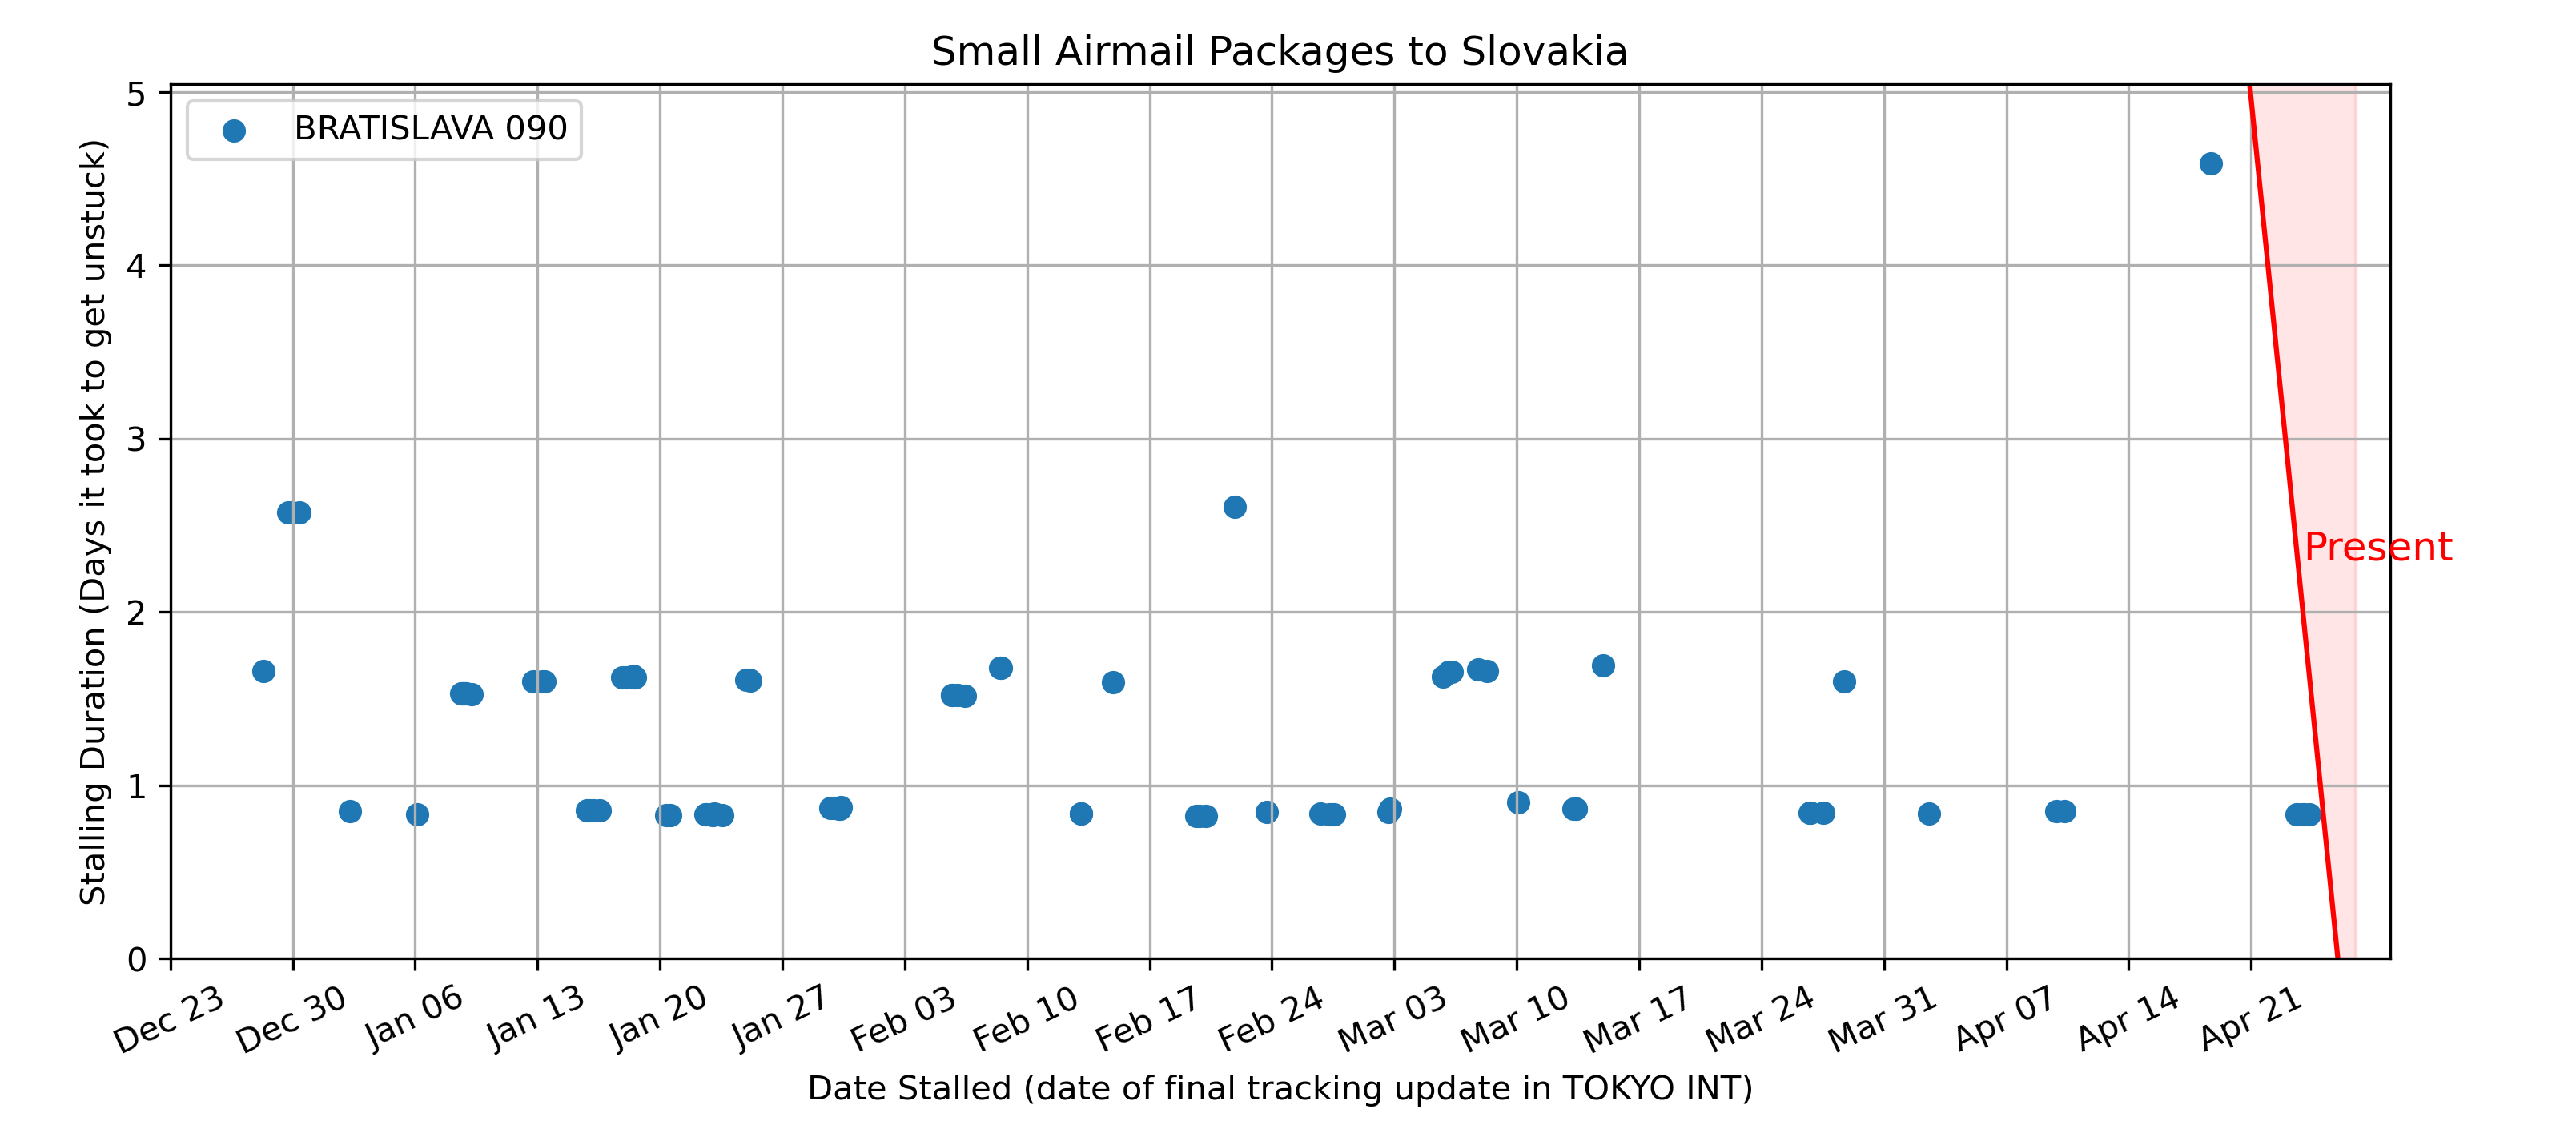 Small Airmail Packages to Slovakia
BRATISLAVA 090
Stalling Duration (Days it took to get unstuck)
5
4
3
2
1
0
Present
Dec 23
Dec 30
Jan 06
Jan 13
Jan 20
Jan 27
Feb 03
Feb 10
Feb 17
Feb 24
Mar 03
Mar 10
Mar 17
Mar 24
Mar 31
Apr 07
Apr 14
Apr 21
Date Stalled (date of final tracking update in TOKYO INT)